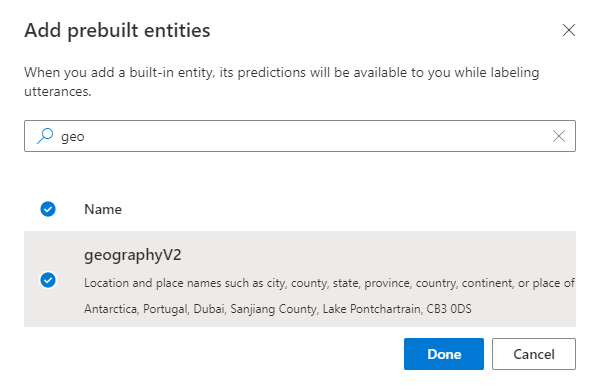 Add prebuilt entities
When you add a built-in entity, its predictions will be available to you while labeling
utterances.
geo
Name
geographyV2
Location and place names such as city, county, state, province, country, continent, or place of
Antarctica, Portugal, Dubai, Sanjiang County, Lake Pontchartrain, CB3 0DS
Done Cancel